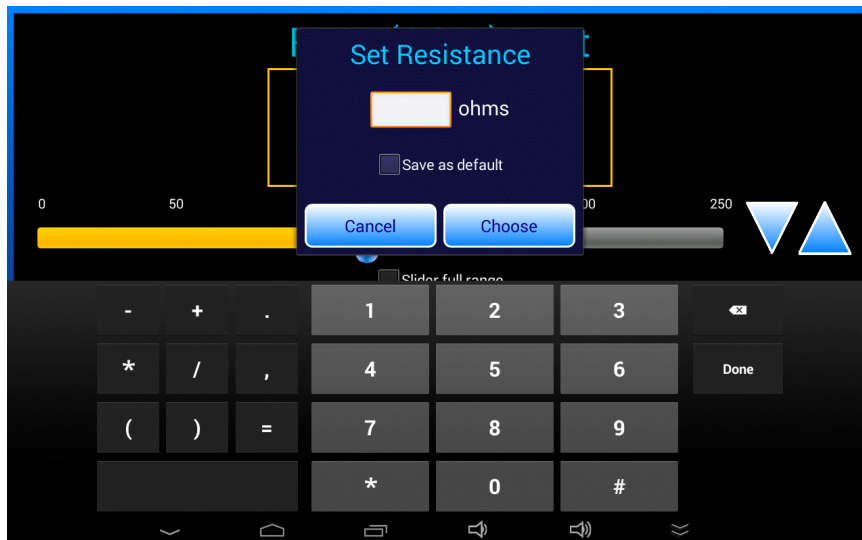 Set Resistance
ohms
Save as default
0 50 250
Cancel Choose
Slider full range
- + . 1 2 3
* / , 4 5 6 Done
( ) = 7 8 9
* 0 #